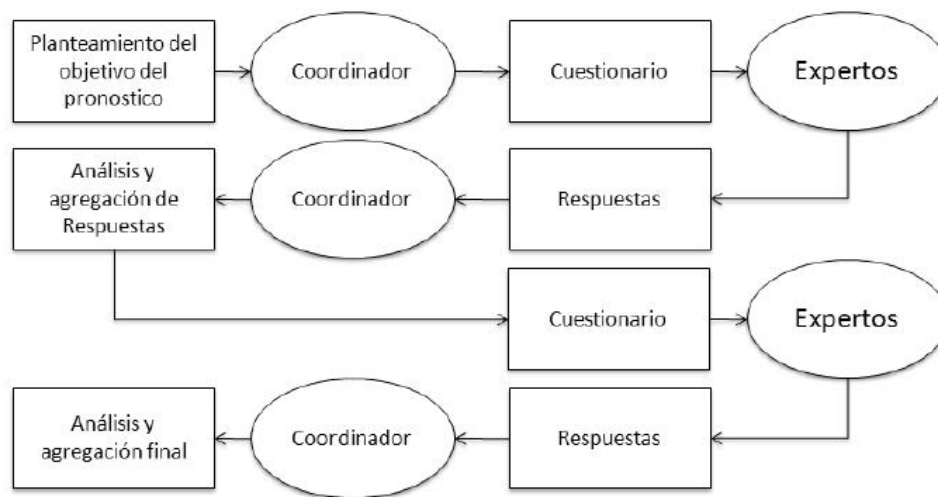 Planteamiento del
objetivo del
pronostico
Coordinador
Cuestionario
Expertos
Análisis y
agregación de
Respuestas
Coordinador
Respuestas
Cuestionario
Expertos
Análisis y
agregación final
Coordinador
Respuestas